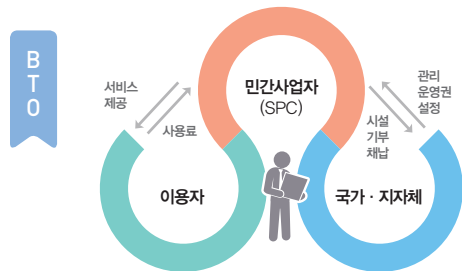 BTO
서비스
제공
사용료
민간사업자
(SPC)
관리
운영권
설정
시설
기부
채납
이용자
국가 · 지자체